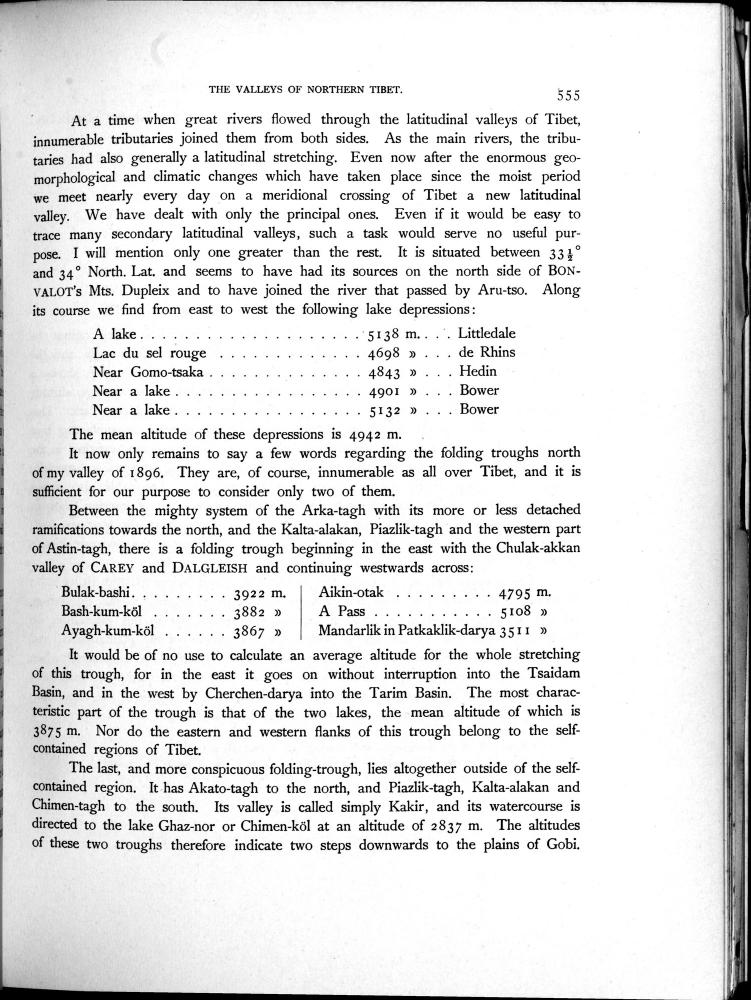 THE VALLEYS OF NORTHERN TIBET.
555
At a time when great rivers flowed through the latitudinal valleys of Tibet,
innumerable tributaries joined them from both sides. As the main rivers, the tribu-
taries had also generally a latitudinal stretching. Even now after the enormous geo-
morphological and climatic changes which have taken place since the moist period
we meet nearly every day on a meridional crossing of Tibet a new latitudinal
valley. We have dealt with only the principal ones. Even if it would be easy to
trace many secondary latitudinal valleys, such a task would serve no useful pur-
pose. I will mention only one greater than the rest. It is situated between 33½°
and 34° North. Lat. and seems to have had its sources on the north side of BON-
VALOT's Mts. Dupleix and to have joined the river that passed by Aru-tso. Along
its course we find from east to west the following lake depressions:
A lake . . . . . . . . . . . . . . . . . . . . 5138 m. . . . Littledale
Lac du sel rouge . . . . . . . . . . . . . 4698 » . . . de Rhins
Near Gomo-tsaka . . . . . . . . . . . . . . 4843 » . . . Hedin
Near a lake . . . . . . . . . . . . . . . . . 4901 » . . . Bower
Near a lake . . . . . . . . . . . . . . . . . 5132 » . . . Bower
The mean altitude of these depressions is 4942 m.
It now only remains to say a few words regarding the folding troughs north
of my valley of 1896. They are, of course, innumerable as all over Tibet, and it is
sufficient for our purpose to consider only two of them.
Between the mighty system of the Arka-tagh with its more or less detached
ramifications towards the north, and the Kalta-alakan, Piazlik-tagh and the western part
of Astin-tagh, there is a folding trough beginning in the east with the Chulak-akkan
valley of CAREY and DALGLEISH and continuing westwards across:
Bulak-bashi . . . . . . . . . 3922 m.
Bash-kum-köl . . . . . . . 3882 »
Ayagh-kum-köl . . . . . . 3867 »
Aikin-otak . . . . . . . . . 4795 m.
A Pass . . . . . . . . . . . 5108 »
Mandarlik in Patkaklik-darya 3511 »
It would be of no use to calculate an average altitude for the whole stretching
of this trough, for in the east it goes on without interruption into the Tsaidam
Basin, and in the west by Cherchen-darya into the Tarim Basin. The most charac-
teristic part of the trough is that of the two lakes, the mean altitude of which is
3875 m. Nor do the eastern and western flanks of this trough belong to the self-
contained regions of Tibet.
The last, and more conspicuous folding-trough, lies altogether outside of the self-
contained region. It has Akato-tagh to the north, and Piazlik-tagh, Kalta-alakan and
Chimen-tagh to the south. Its valley is called simply Kakir, and its watercourse is
directed to the lake Ghaz-nor or Chimen-köl at an altitude of 2837 m. The altitudes
of these two troughs therefore indicate two steps downwards to the plains of Gobi.